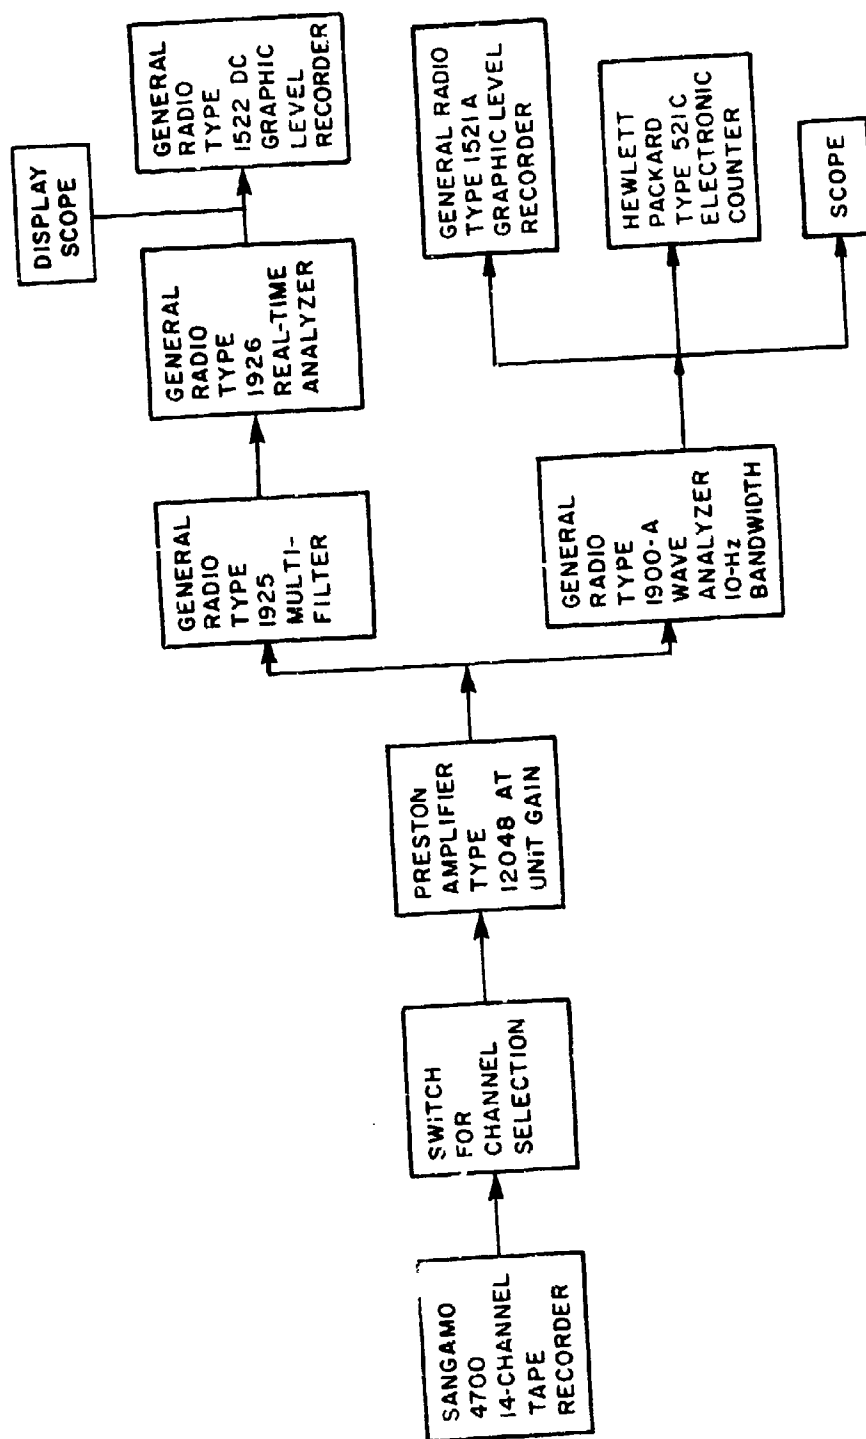 SANGAMO
4700
14-CHANNEL
TAPE
RECORDER
SWiTCH
FOR
CHANNEL
SELECTION
PRESTON
AMPLIFIER
TYPE
12048 AT
UNiT GAIN
GENERAL
RADIO
TYPE
1925
MULTI-
FILTER
GENERAL
RADIO
TYPE
1926
REAL-TIME
ANALYZER
DISPLAY
SCOPE
GENERAL
RADIO
TYPE
1522 DC
GRAPHIC
LEVEL
RECORDER
GENERAL
RADIO
TYPE
1900-A
WAVE
ANALYZER
10-Hz
BANDWIDTH
GENERAL RADIO
TYPE 1521A
GRAPHIC LEVEL
RECORDER
HEWLETT
PACKARD
TYPE 521C
ELECTRONIC
COUNTER
SCOPE